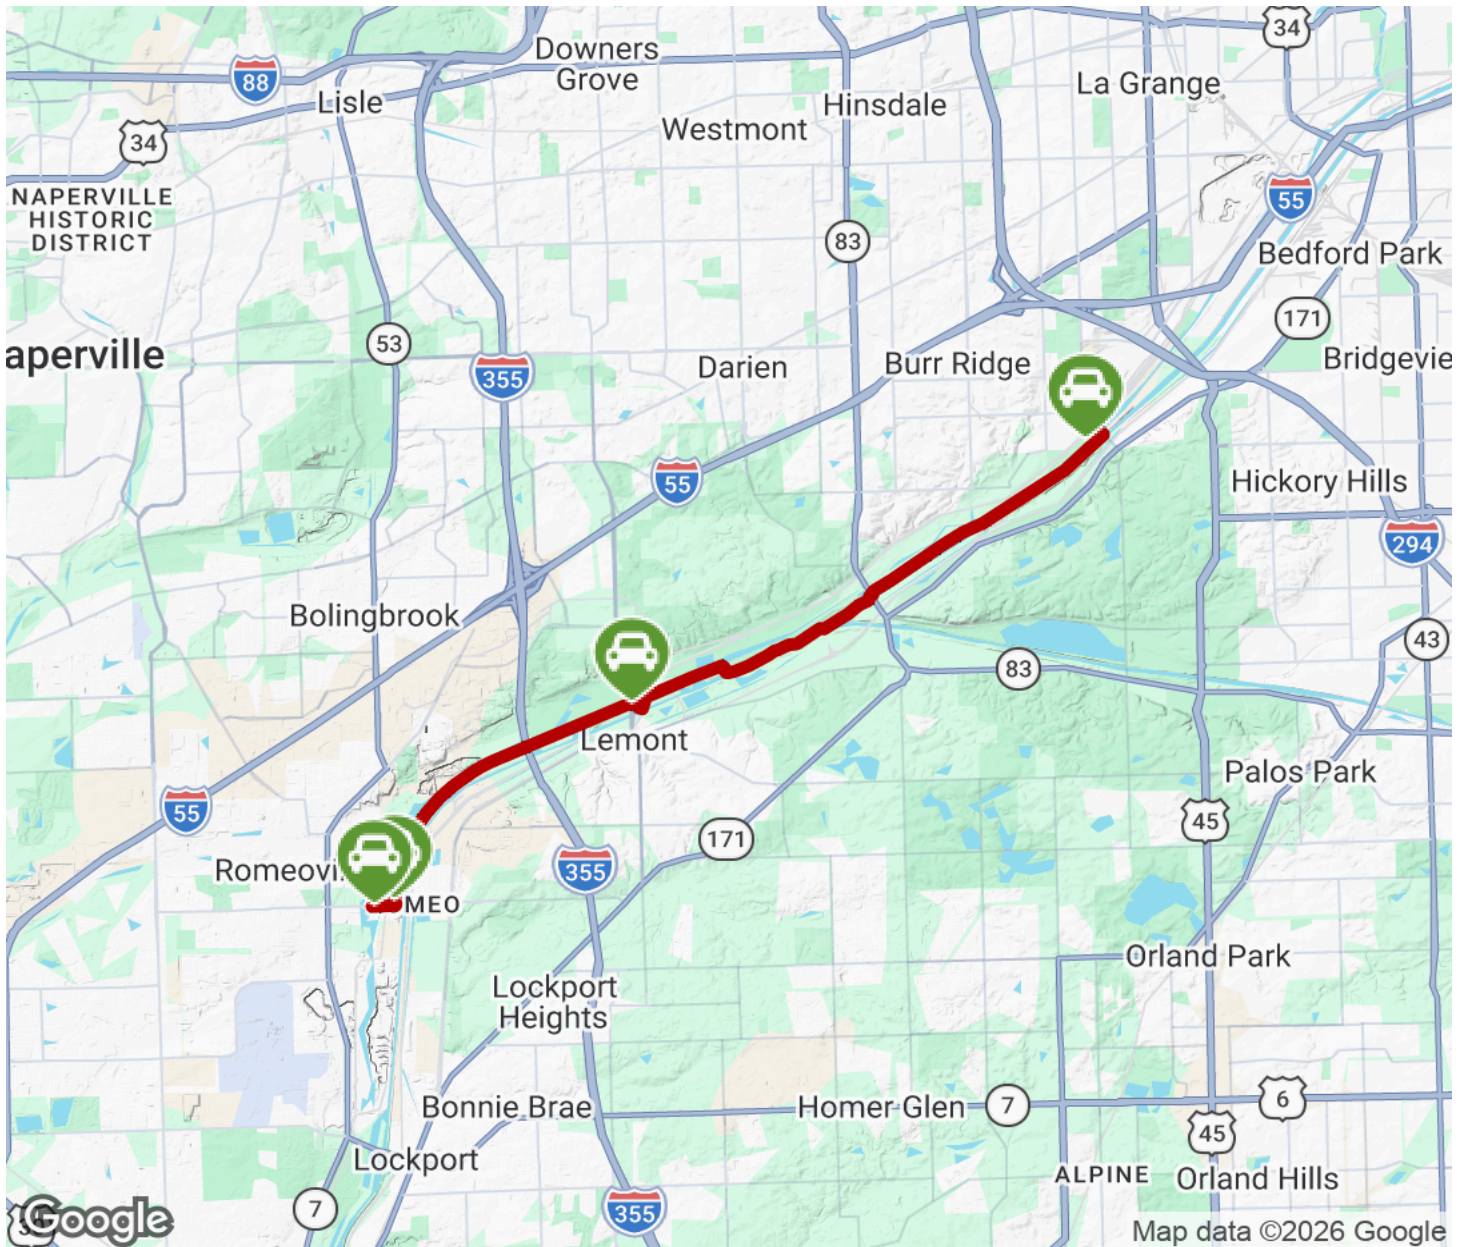 34
Downers
Grove
88
La Grange
Lisle
Hinsdale
Westmont
34
NAPERVILLE
HISTORIC
DISTRICT
55
83
Bedford Park
171
53
aperville
Darien
Burr Ridge
Bridgevie
355
55
Hickory Hills
294
Bolingbrook
43
83
Lemont
Palos Park
55
45
171
355
Romeovi
MEO
Orland Park
Lockport
Heights
Bonnie Brae
Homer Glen
7
6
45
Lockport
ALPINE
Orland Hills
7
355
Google
Map data ©2026 Google